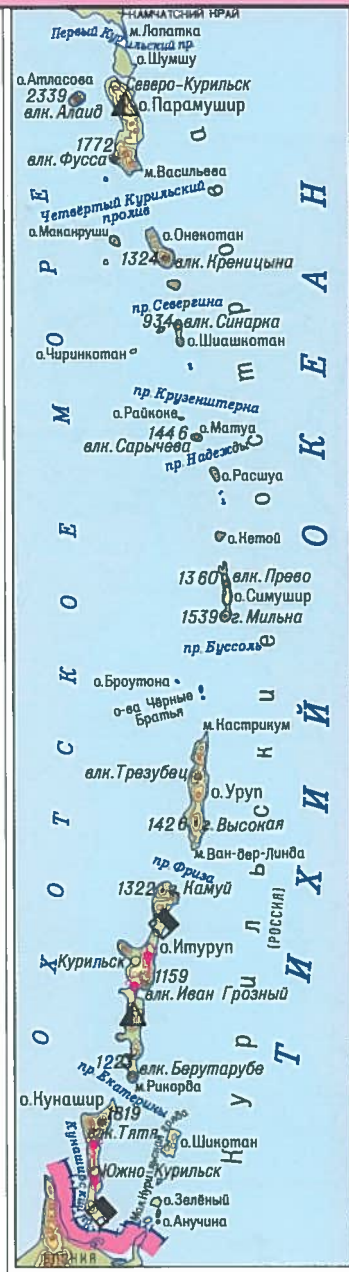 КАМЧАТСКИЙ КРАЙ
Первый Курильский пр.
м.Лопатка
о.Шумшу
о.Атласова
2339
влк. Алаид
Северо-Курильск
о.Парамушир
1772
влк. Фусса
м.Васильева
Четвёртый Курильский
пролив
о.Маканруши
о.Онекотан
1324
влк. Креницына
пр. Севергина
934
влк. Синарка
о.Шиашкотан
о.Чиринкотан
пр. Крузенштерна
о.Райкоке
1446
о.Матуа
влк. Сарычева
пр. Надежды
о.Расшуа
о.Кетой
1360
влк. Прево
о.Симушир
1539
г. Мильна
пр. Буссоль
о.Броутона
о-ва Чёрные
Братья
м.Кастрикум
влк. Трезубец
о.Уруп
1426
г. Высокая
м.Ван-дер-Линда
пр. Фриза
1322
г. Камуй
о.Итуруп
Курильск
1159
влк. Иван Грозный
122
влк. Берутарубе
м.Рикорда
пр. Екатерины
о.Кунашир
1819
влк. Тятя
о.Шикотан
Южно-Курильск
Кунаширский
о.Зелёный
о.Анучина
ЯПОНИЯ
ОХОТСКОЕ МОРЕ
ТИХИЙ ОКЕАН
Курильские острова
(РОССИЯ)